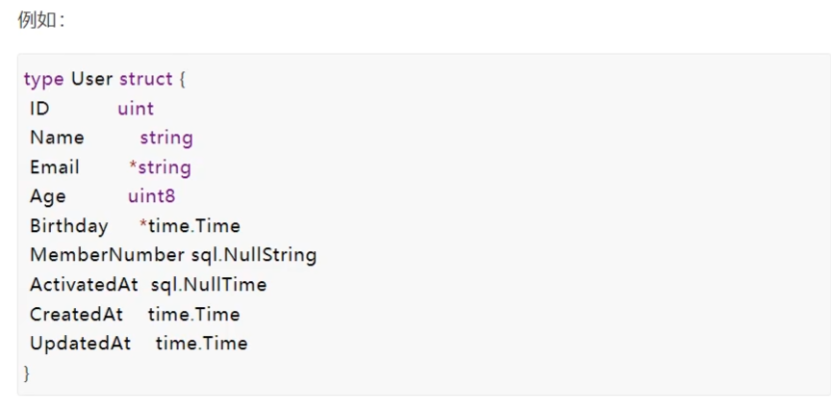 例如：
type User struct {
ID uint
Name string
Email *string
Age uint8
Birthday *time.Time
MemberNumber sql.NullString
ActivatedAt sql.NullTime
CreatedAt time.Time
UpdatedAt time.Time
}